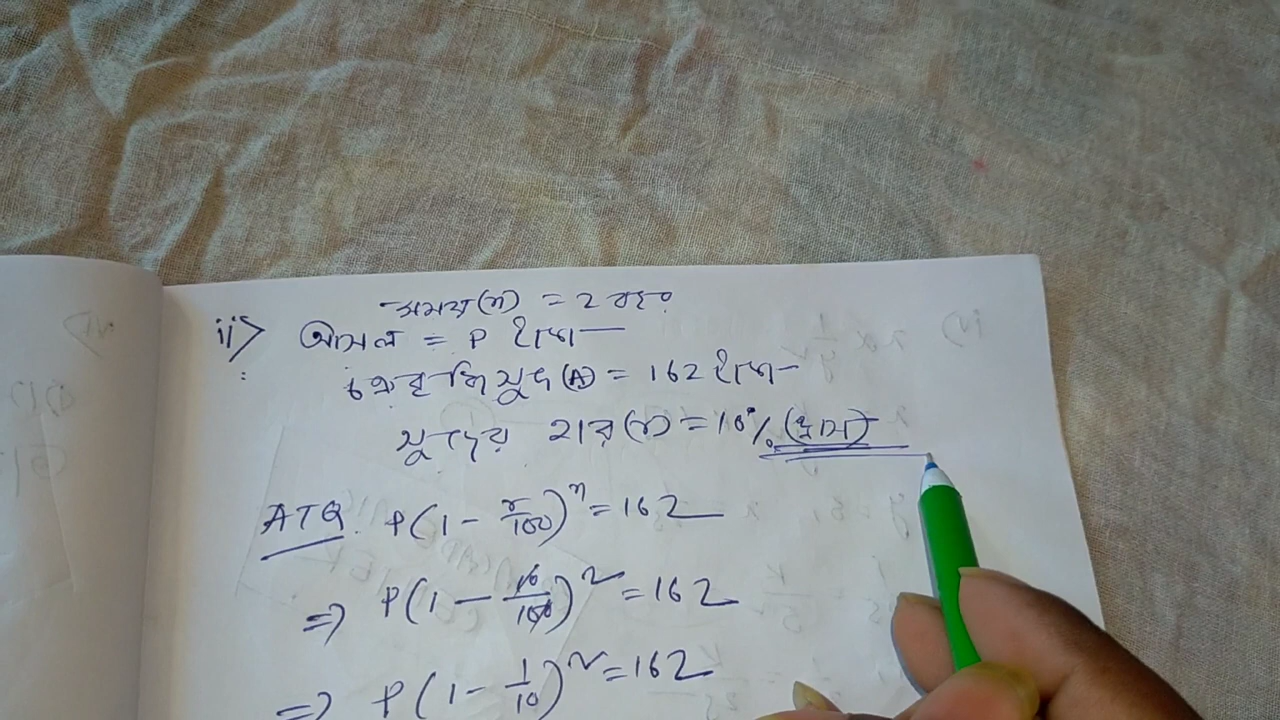 সময়(n) = 2 বছর
ii> আসল = P টাকা
চক্রবৃদ্ধি সুদ (A) = 162 টাকা
সুদের হার(r) = 10% (হ্রাস)
ATQ. P(1 - r/100)^n = 162
⇒ P(1 - 10/100)^2 = 162
⇒ P(1 - 1/10)^2 = 162